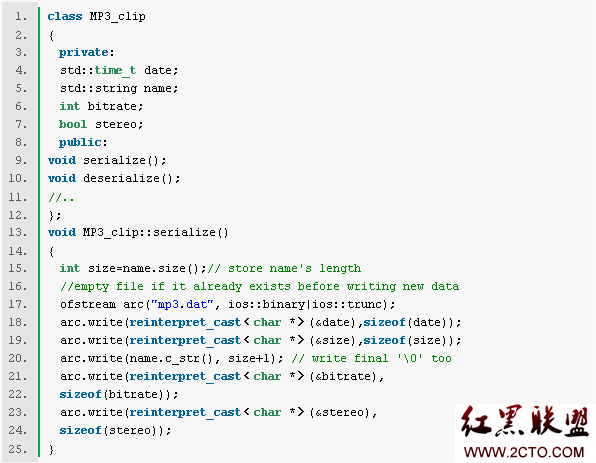 1. class MP3_clip
2. {
3. private:
4. std::time_t date;
5. std::string name;
6. int bitrate;
7. bool stereo;
8. public:
9. void serialize();
10. void deserialize();
11. //..
12. };
13. void MP3_clip::serialize()
14. {
15. int size=name.size();// store name's length
16. //empty file if it already exists before writing new data
17. ofstream arc("mp3.dat", ios::binary|ios::trunc);
18. arc.write(reinterpret_cast<char *>(&date),sizeof(date));
19. arc.write(reinterpret_cast<char *>(&size),sizeof(size));
20. arc.write(name.c_str(), size+1); // write final '\0' too
21. arc.write(reinterpret_cast<char *>(&bitrate),
22. sizeof(bitrate));
23. arc.write(reinterpret_cast<char *>(&stereo),
24. sizeof(stereo));
25. }
红黑联盟
www.2cto.com